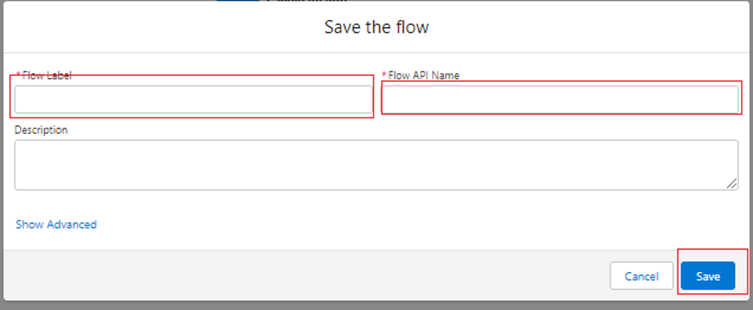 Save the flow
*Flow Label
*Flow API Name
Description
Show Advanced
Cancel
Save